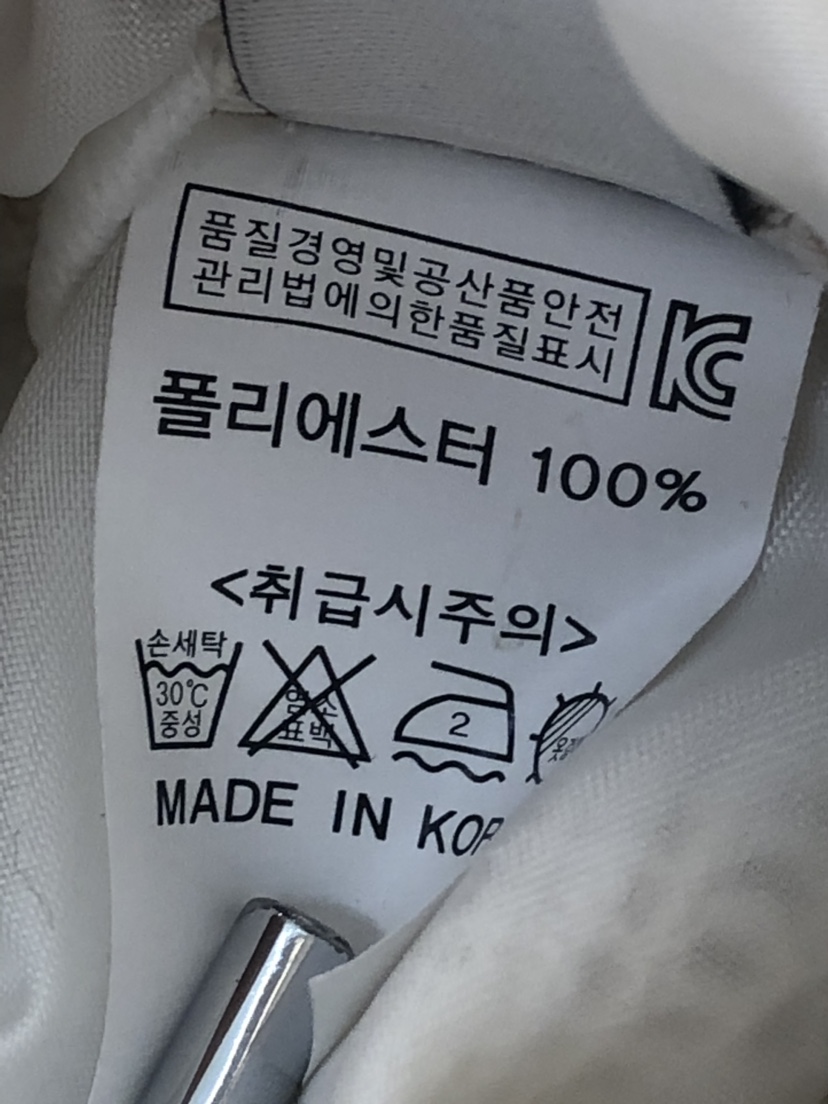 품질경영및공산품안전
관리법에의한품질표시
폴리에스터 100%
<취급시주의>
손세탁
30℃
중성
염소
표백
2
MADE IN